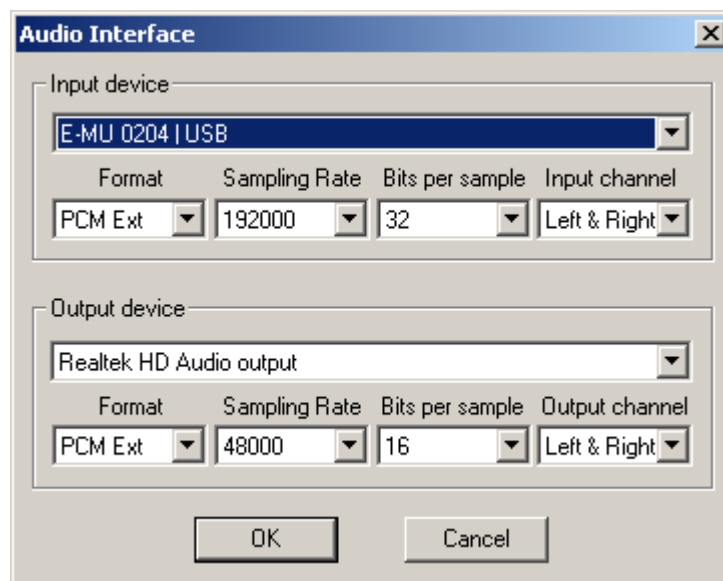 Audio Interface
Input device
E-MU 0204 | USB
Format Sampling Rate Bits per sample Input channel
PCM Ext 192000 32 Left & Right
Output device
Realtek HD Audio output
Format Sampling Rate Bits per sample Output channel
PCM Ext 48000 16 Left & Right
OK Cancel